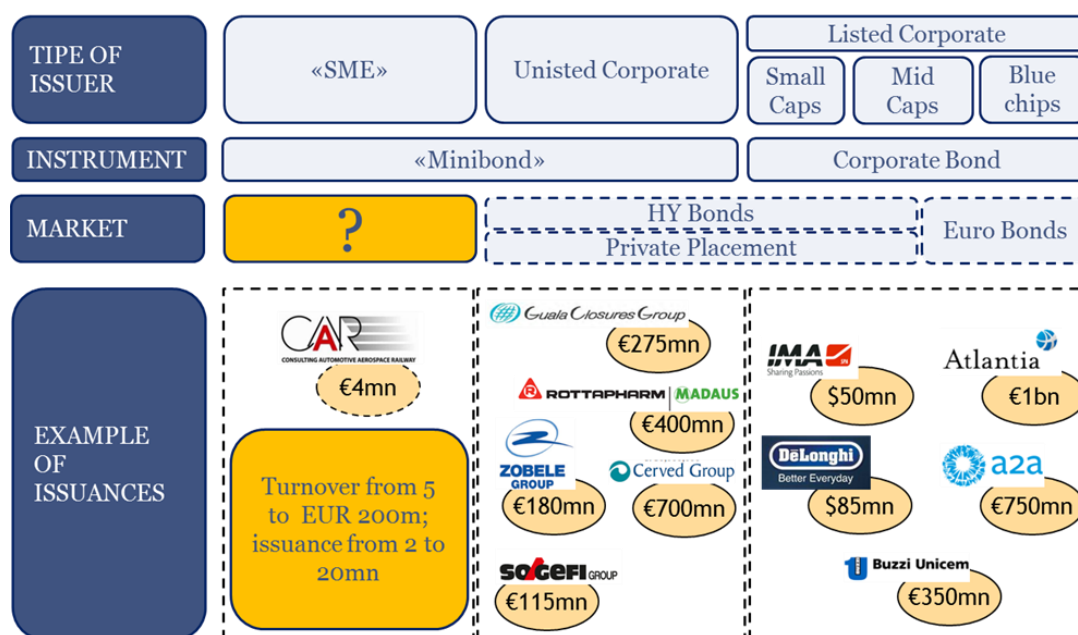 TIPE OF
ISSUER
«SME»
Unisted Corporate
Listed Corporate
Small
Caps
Mid
Caps
Blue
chips
INSTRUMENT
«Minibond»
Corporate Bond
MARKET
?
HY Bonds
Private Placement
Euro Bonds
EXAMPLE
OF
ISSUANCES
CAR
CONSULTING AUTOMOTIVE AEROSPACE RAILWAY
€4mn
Turnover from 5
to EUR 200m;
issuance from 2 to
20mn
Guala Closures Group
€275mn
ROTTAPHARM | MADAUS
€400mn
ZOBELE
GROUP
€180mn
Cerved Group
€700mn
SOGEFI GROUP
€115mn
IMA
Sharing Passions
$50mn
Atlantia
€1bn
DeLonghi
Better Everyday
$85mn
a2a
€750mn
Buzzi Unicem
€350mn